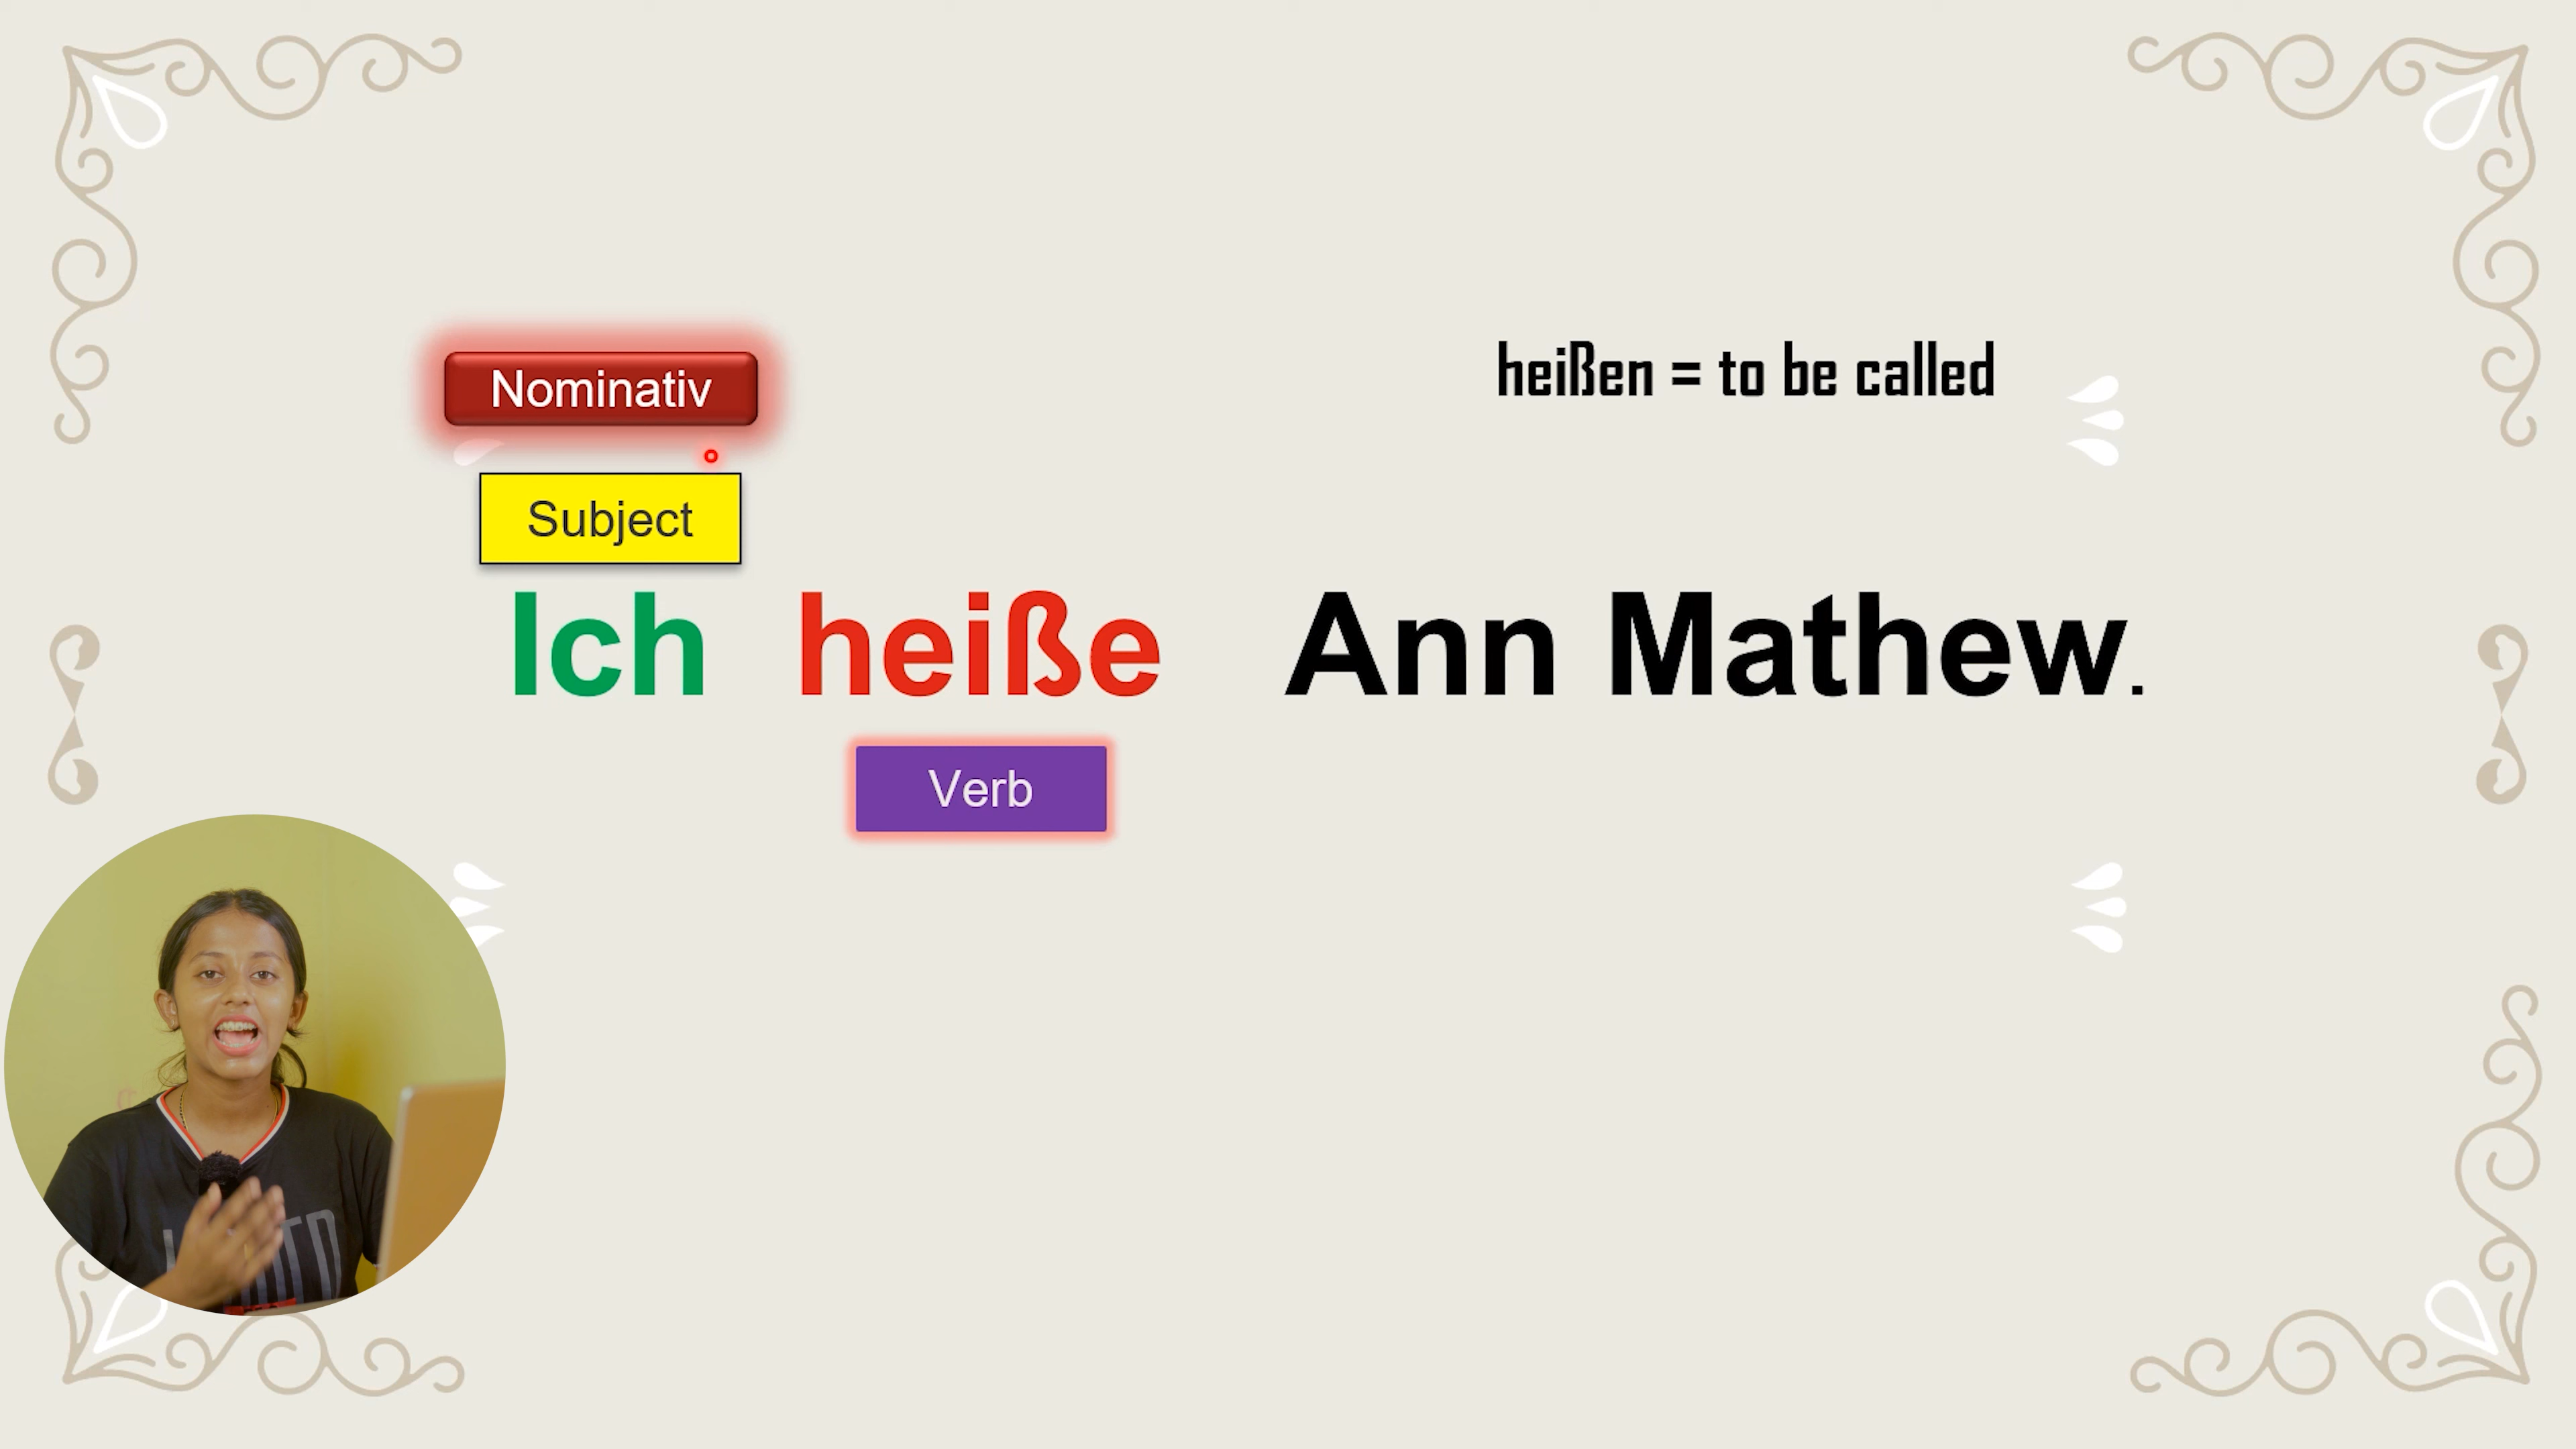 Nominativ
heißen = to be called
Subject
Ich heiße Ann Mathew.
Verb